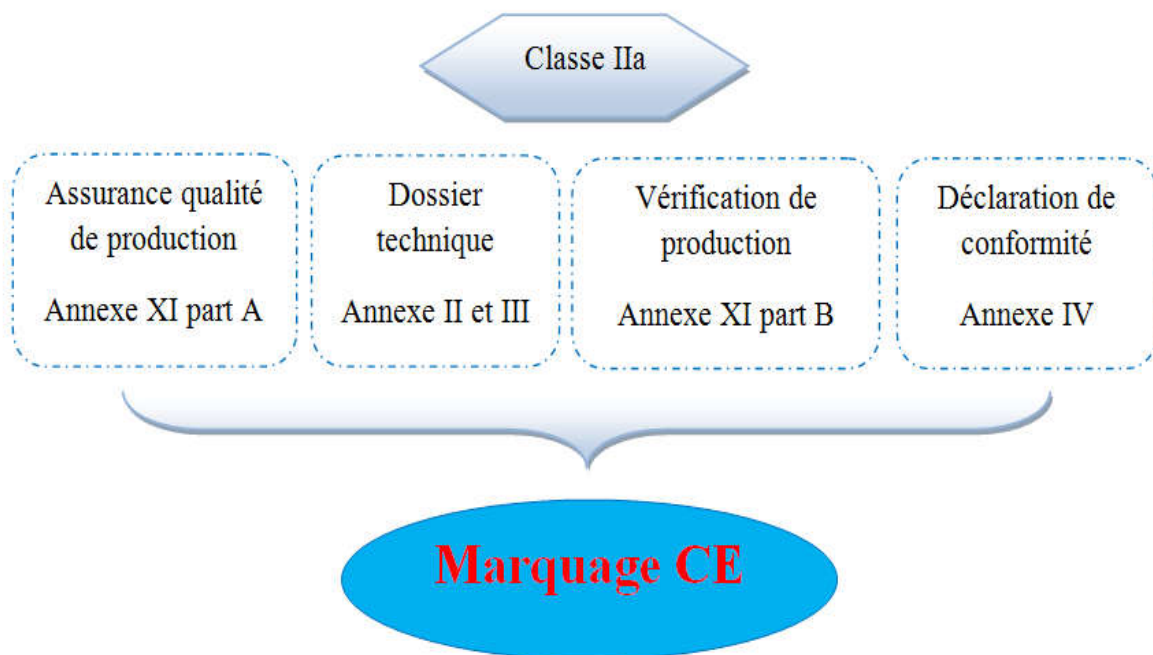 Classe IIa
Assurance qualité
de production
Annexe XI part A
Dossier
technique
Annexe II et III
Vérification de
production
Annexe XI part B
Déclaration de
conformité
Annexe IV
Marquage CE